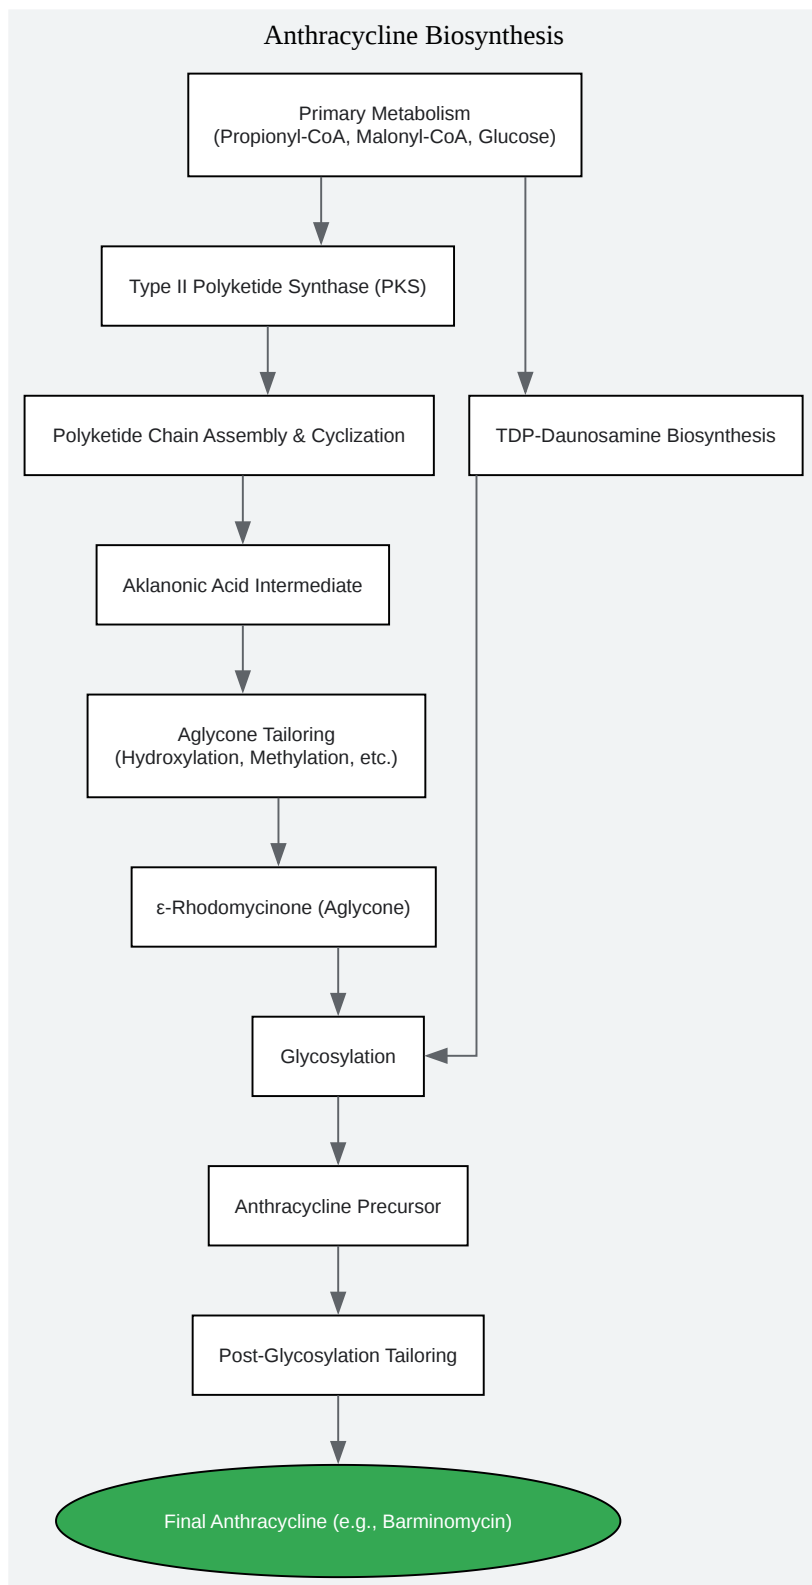 Anthracycline Biosynthesis
Primary Metabolism
(Propionyl-CoA, Malonyl-CoA, Glucose)
Type II Polyketide Synthase (PKS)
Polyketide Chain Assembly & Cyclization
TDP-Daunosamine Biosynthesis
Aklanonic Acid Intermediate
Aglycone Tailoring
(Hydroxylation, Methylation, etc.)
ε-Rhodomycinone (Aglycone)
Glycosylation
Anthracycline Precursor
Post-Glycosylation Tailoring
Final Anthracycline (e.g., Barminomycin)